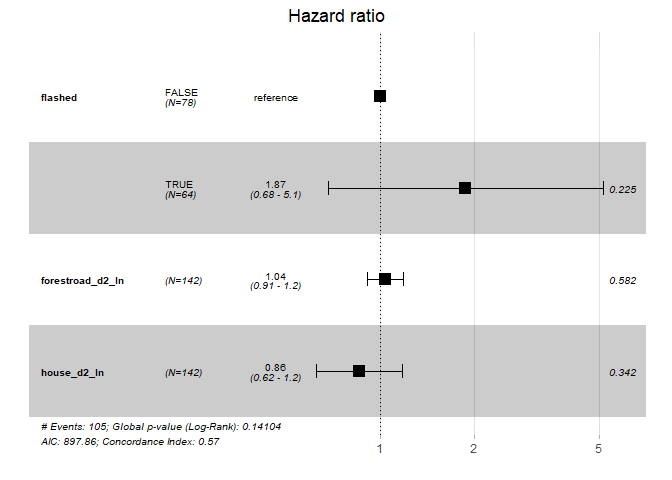 Hazard ratio
flashed FALSE (N=78) reference
TRUE (N=64) 1.87 (0.68 - 5.1) 0.225
forestroad_d2_ln (N=142) 1.04 (0.91 - 1.2) 0.582
house_d2_ln (N=142) 0.86 (0.62 - 1.2) 0.342
# Events: 105; Global p-value (Log-Rank): 0.14104
AIC: 897.86; Concordance Index: 0.57
1 2 5